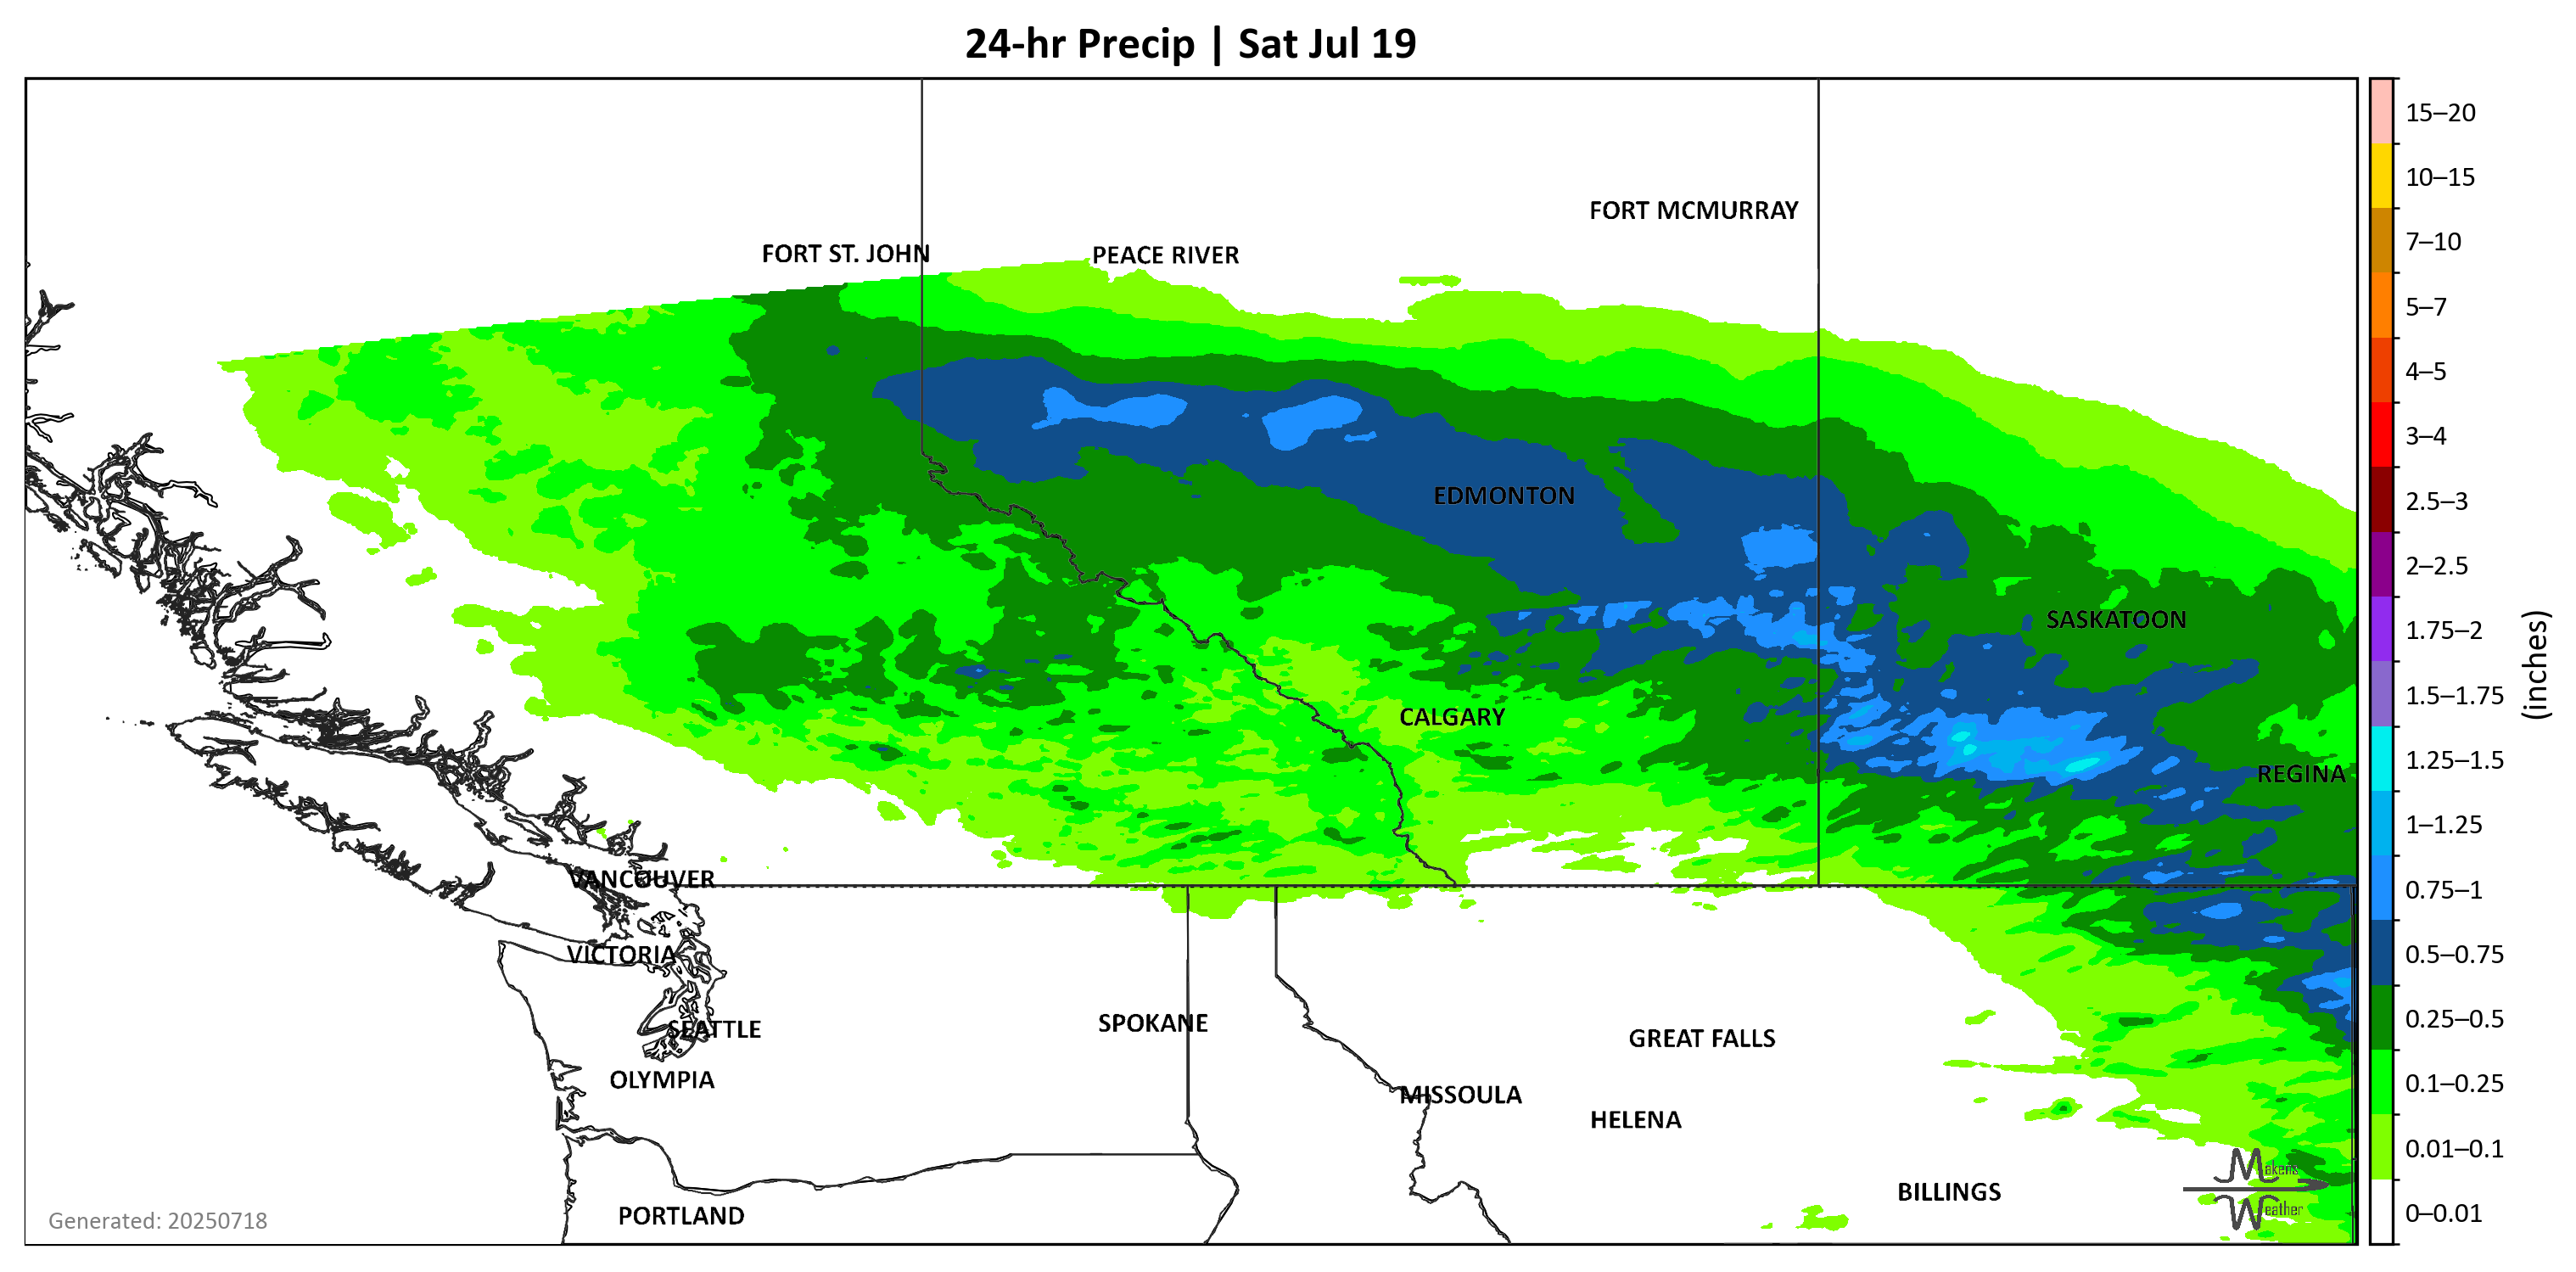 24-hr Precip | Sat Jul 19
FORT MCMURRAY
FORT ST. JOHN
PEACE RIVER
EDMONTON
SASKATOON
CALGARY
REGINA
VANCOUVER
VICTORIA
SPOKANE
SEATTLE
GREAT FALLS
OLYMPIA
MISSOULA
HELENA
BILLINGS
PORTLAND
Makens
Weather
Generated: 20250718
15–20
10–15
7–10
5–7
4–5
3–4
2.5–3
2–2.5
1.75–2
1.5–1.75
1.25–1.5
1–1.25
0.75–1
0.5–0.75
0.25–0.5
0.1–0.25
0.01–0.1
0–0.01
(inches)